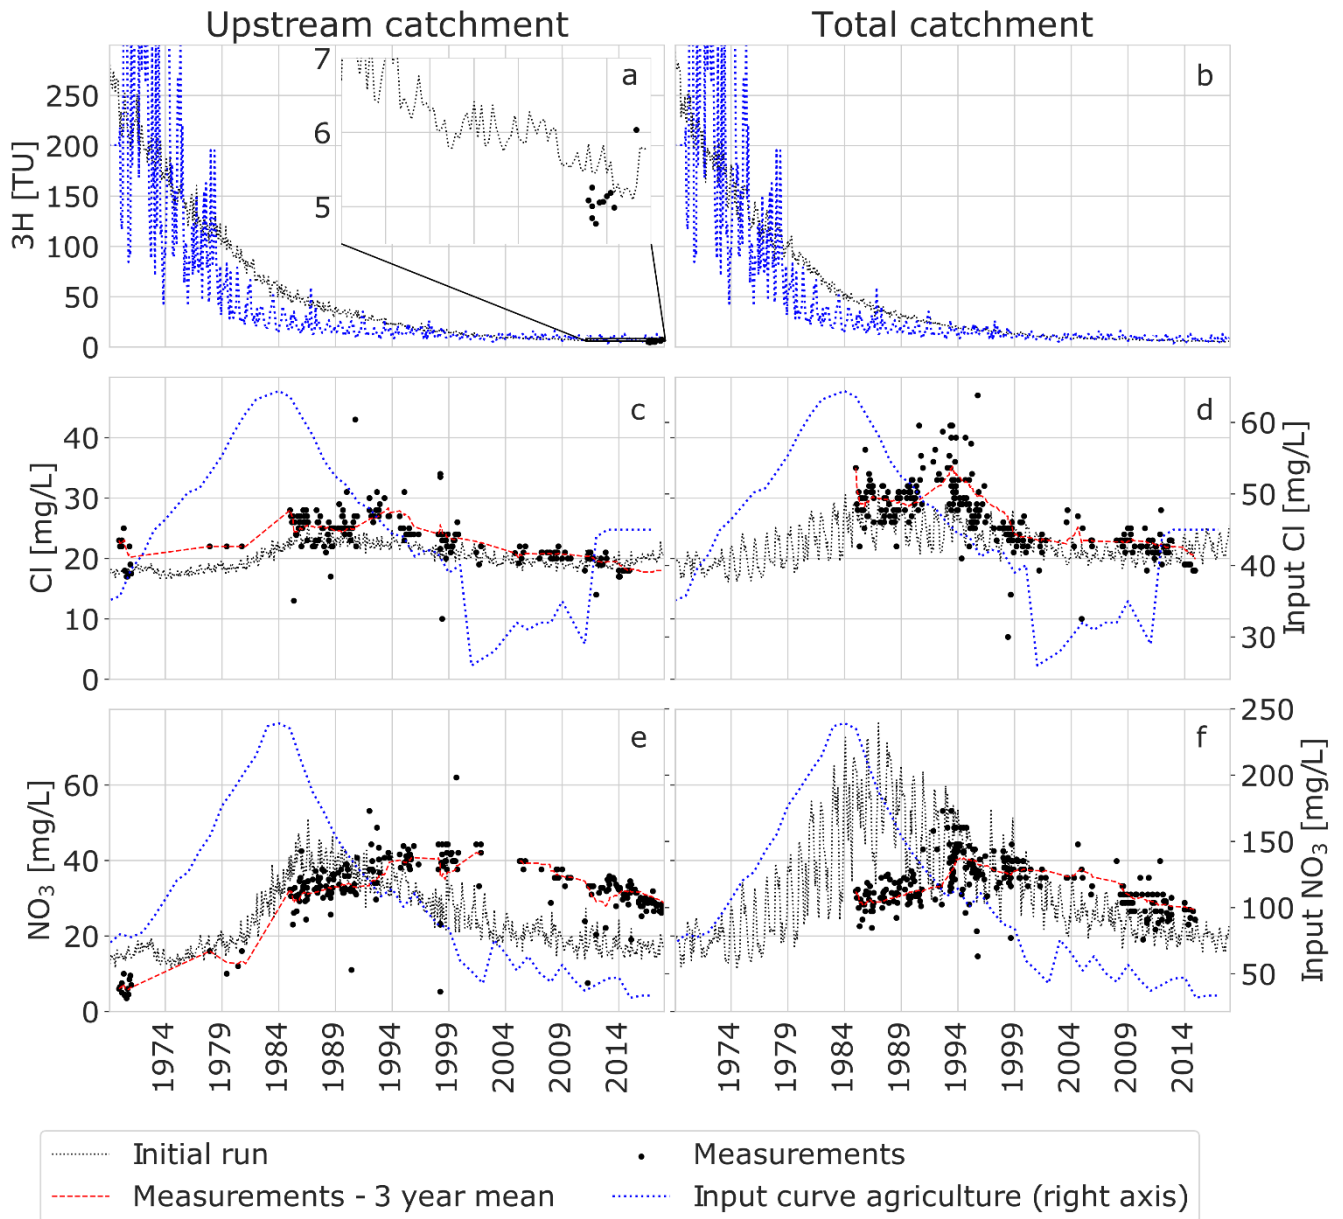 Upstream catchment
Total catchment
3H [TU]
250
200
150
100
50
0
7
6
5
a
b
Cl [mg/L]
40
30
20
10
0
c
d
60
50
40
30
Input Cl [mg/L]
NO3 [mg/L]
60
40
20
0
e
f
250
200
150
100
50
Input NO3 [mg/L]
1974 1979 1984 1989 1994 1999 2004 2009 2014
1974 1979 1984 1989 1994 1999 2004 2009 2014
Initial run
Measurements
Measurements - 3 year mean
Input curve agriculture (right axis)